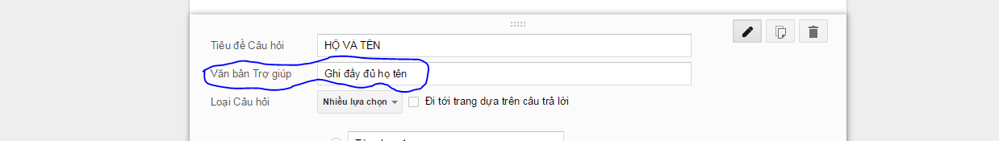 Tiêu đề Câu hỏi HỌ VÀ TÊN
Văn bản Trợ giúp Ghi đầy đủ họ tên
Loại Câu hỏi Nhiều lựa chọn Đi tới trang dựa trên câu trả lời